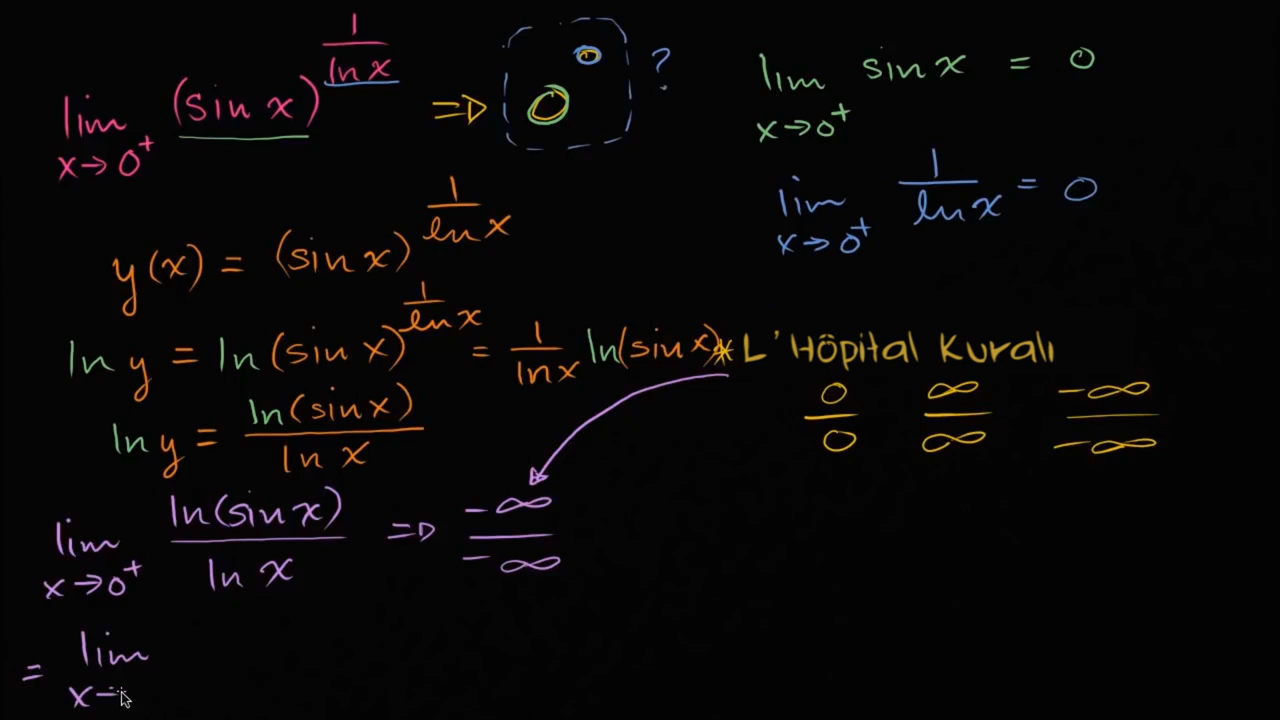 lim x→0⁺ (sin x)^(1/ln x) ⇒ 0^0 ?
lim x→0⁺ sin x = 0
lim x→0⁺ 1/ln x = 0
y(x) = (sin x)^(1/ln x)
ln y = ln (sin x)^(1/ln x) = 1/ln x ln(sin x)
* L'Hôpital Kuralı
0/0 ∞/∞ -∞/-∞
ln y = ln(sin x)/ln x
lim x→0⁺ ln(sin x)/ln x ⇒ -∞/-∞
= lim x-